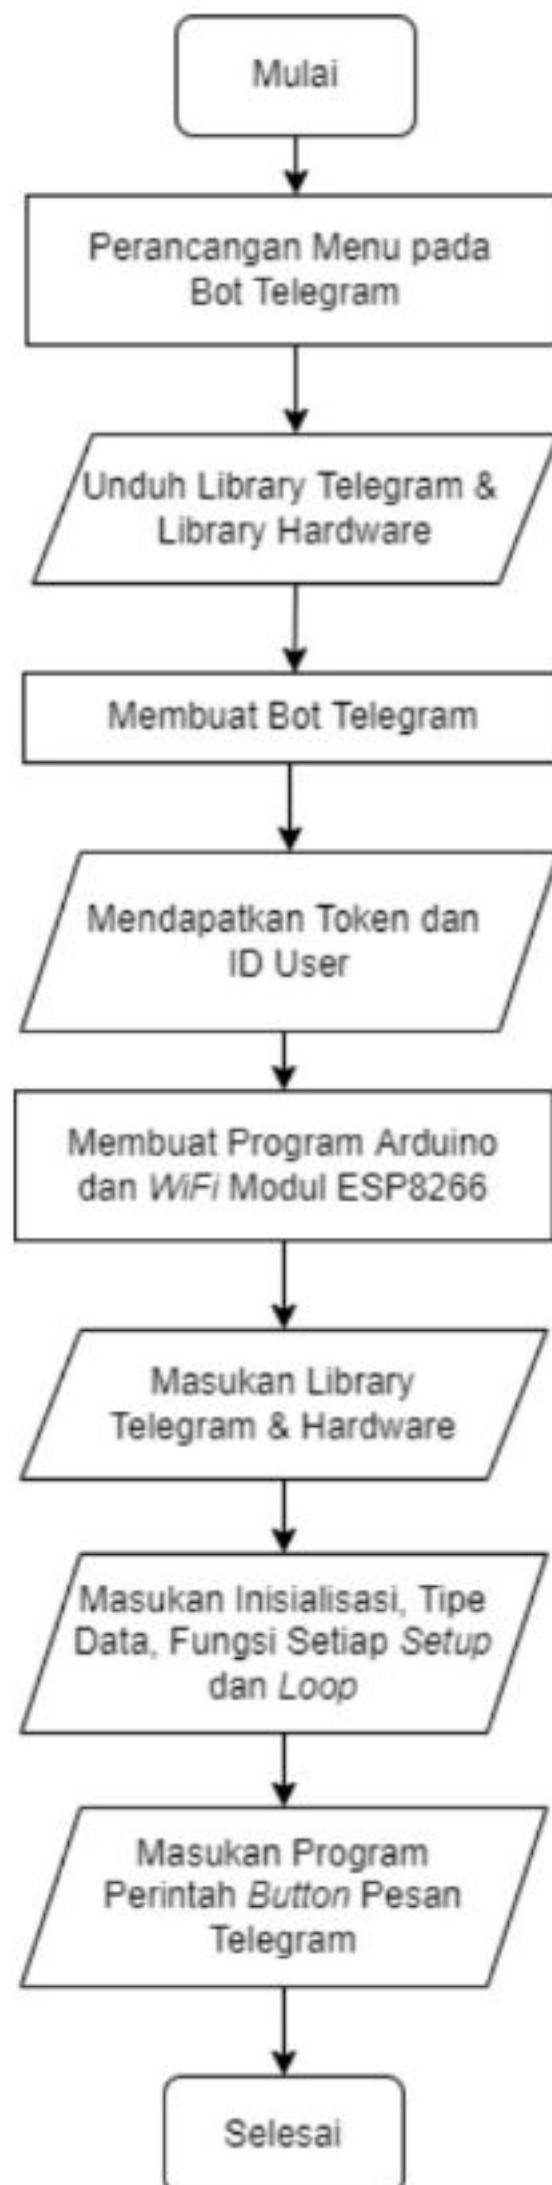 Mulai
Perancangan Menu pada
Bot Telegram
Unduh Library Telegram &
Library Hardware
Membuat Bot Telegram
Mendapatkan Token dan
ID User
Membuat Program Arduino
dan WiFi Modul ESP8266
Masukan Library
Telegram & Hardware
Masukan Inisialisasi, Tipe
Data, Fungsi Setiap Setup
dan Loop
Masukan Program
Perintah Button Pesan
Telegram
Selesai